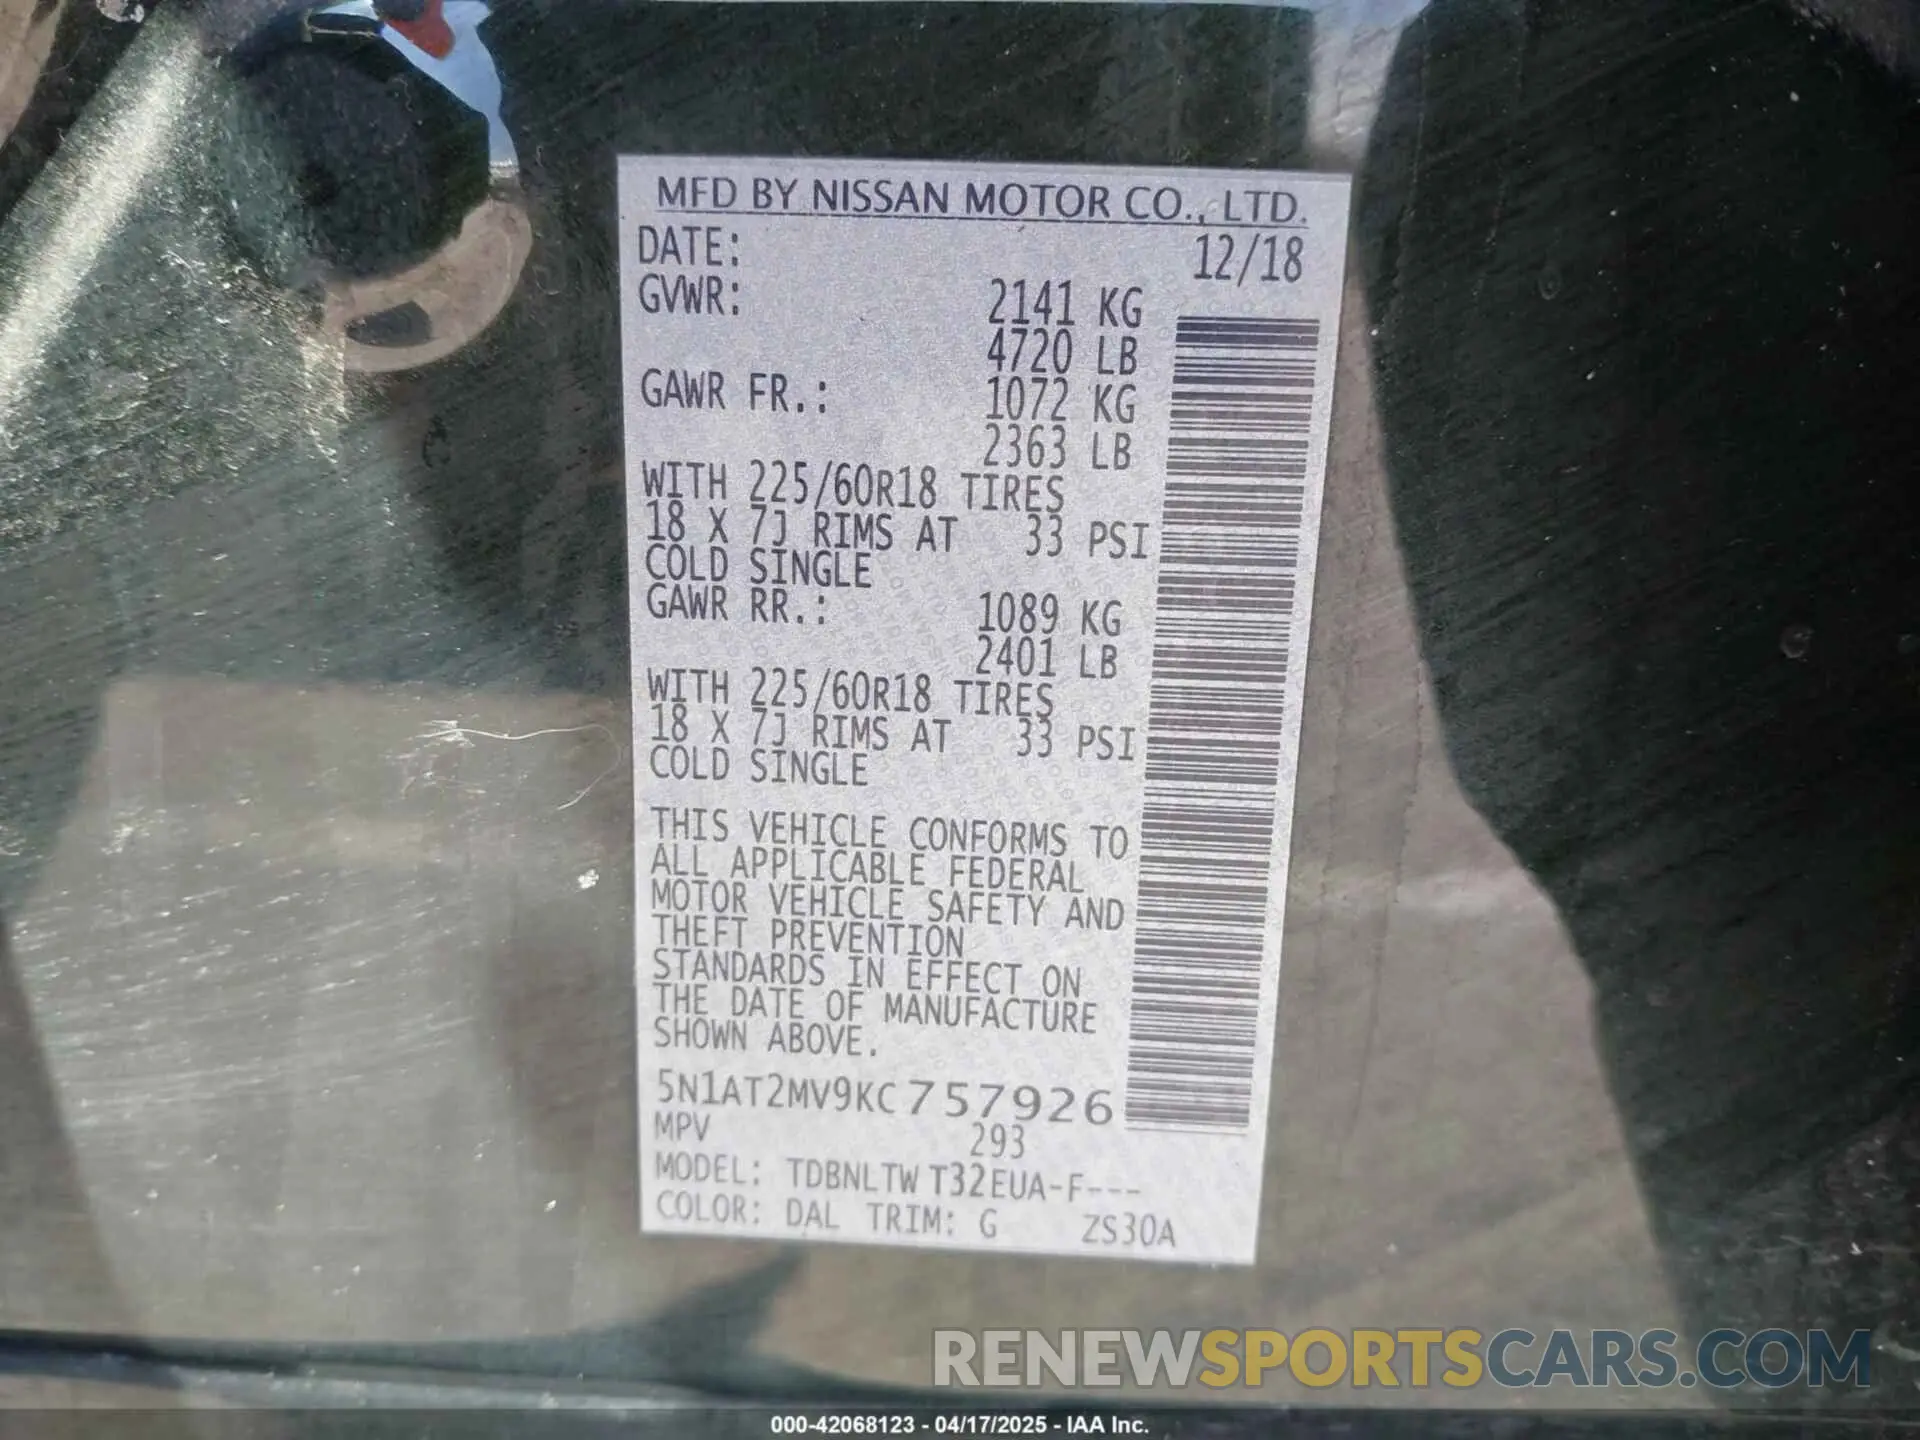 MFD BY NISSAN MOTOR CO., LTD.
DATE: 12/18
GVWR: 2141 KG
4720 LB
GAWR FR.: 1072 KG
2363 LB
WITH 225/60R18 TIRES
18 X 7J RIMS AT 33 PSI
COLD SINGLE
GAWR RR.: 1089 KG
2401 LB
WITH 225/60R18 TIRES
18 X 7J RIMS AT 33 PSI
COLD SINGLE
THIS VEHICLE CONFORMS TO
ALL APPLICABLE FEDERAL
MOTOR VEHICLE SAFETY AND
THEFT PREVENTION
STANDARDS IN EFFECT ON
THE DATE OF MANUFACTURE
SHOWN ABOVE.
5N1AT2MV9KC757926
MPV 293
MODEL: TDBNLTW T32EUA-F---
COLOR: DAL TRIM: G ZS30A
RENEWSPORTSCARS.COM
000-42068123 - 04/17/2025 - IAA Inc.